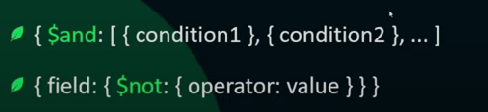 { $and: [ { condition1 }, { condition2 }, ... ]
{ field: { $not: { operator: value } } }